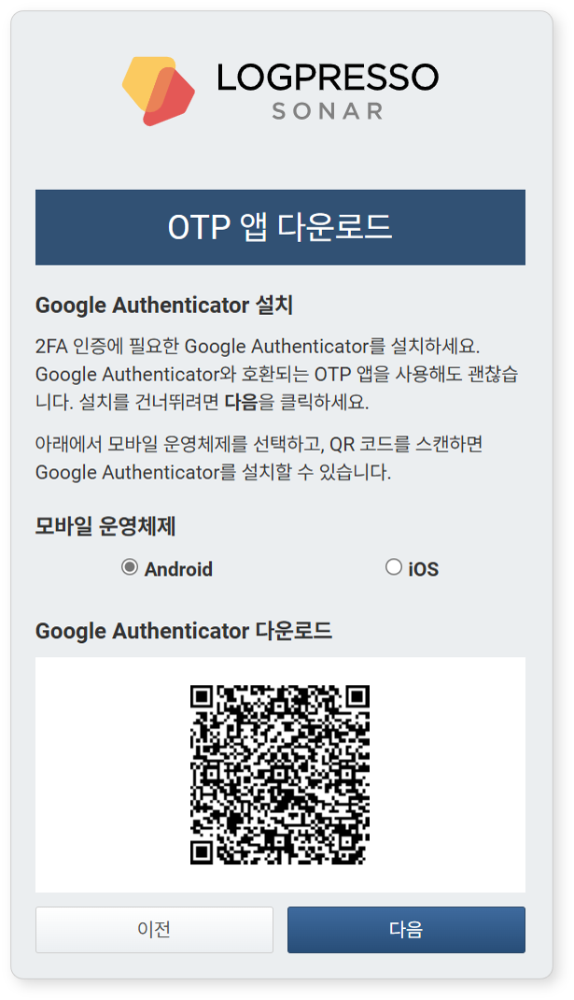 LOGPRESSO
SONAR
OTP 앱 다운로드
Google Authenticator 설치
2FA 인증에 필요한 Google Authenticator를 설치하세요.
Google Authenticator와 호환되는 OTP 앱을 사용해도 괜찮습
니다. 설치를 건너뛰려면 다음을 클릭하세요.
아래에서 모바일 운영체제를 선택하고, QR 코드를 스캔하면
Google Authenticator를 설치할 수 있습니다.
모바일 운영체제
Android
iOS
Google Authenticator 다운로드
이전
다음